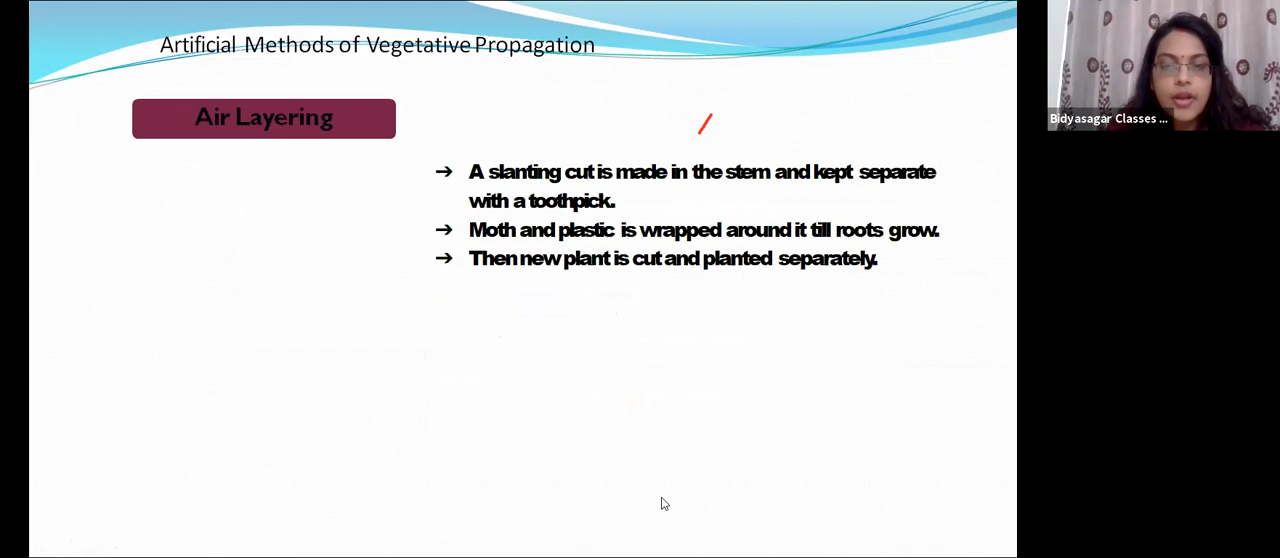 Artificial Methods of Vegetative Propagation
Air Layering
➔ A slanting cut is made in the stem and kept separate
with a toothpick.
➔ Moth and plastic is wrapped around it till roots grow.
➔ Then new plant is cut and planted separately.
Bidyasagar Classes ...